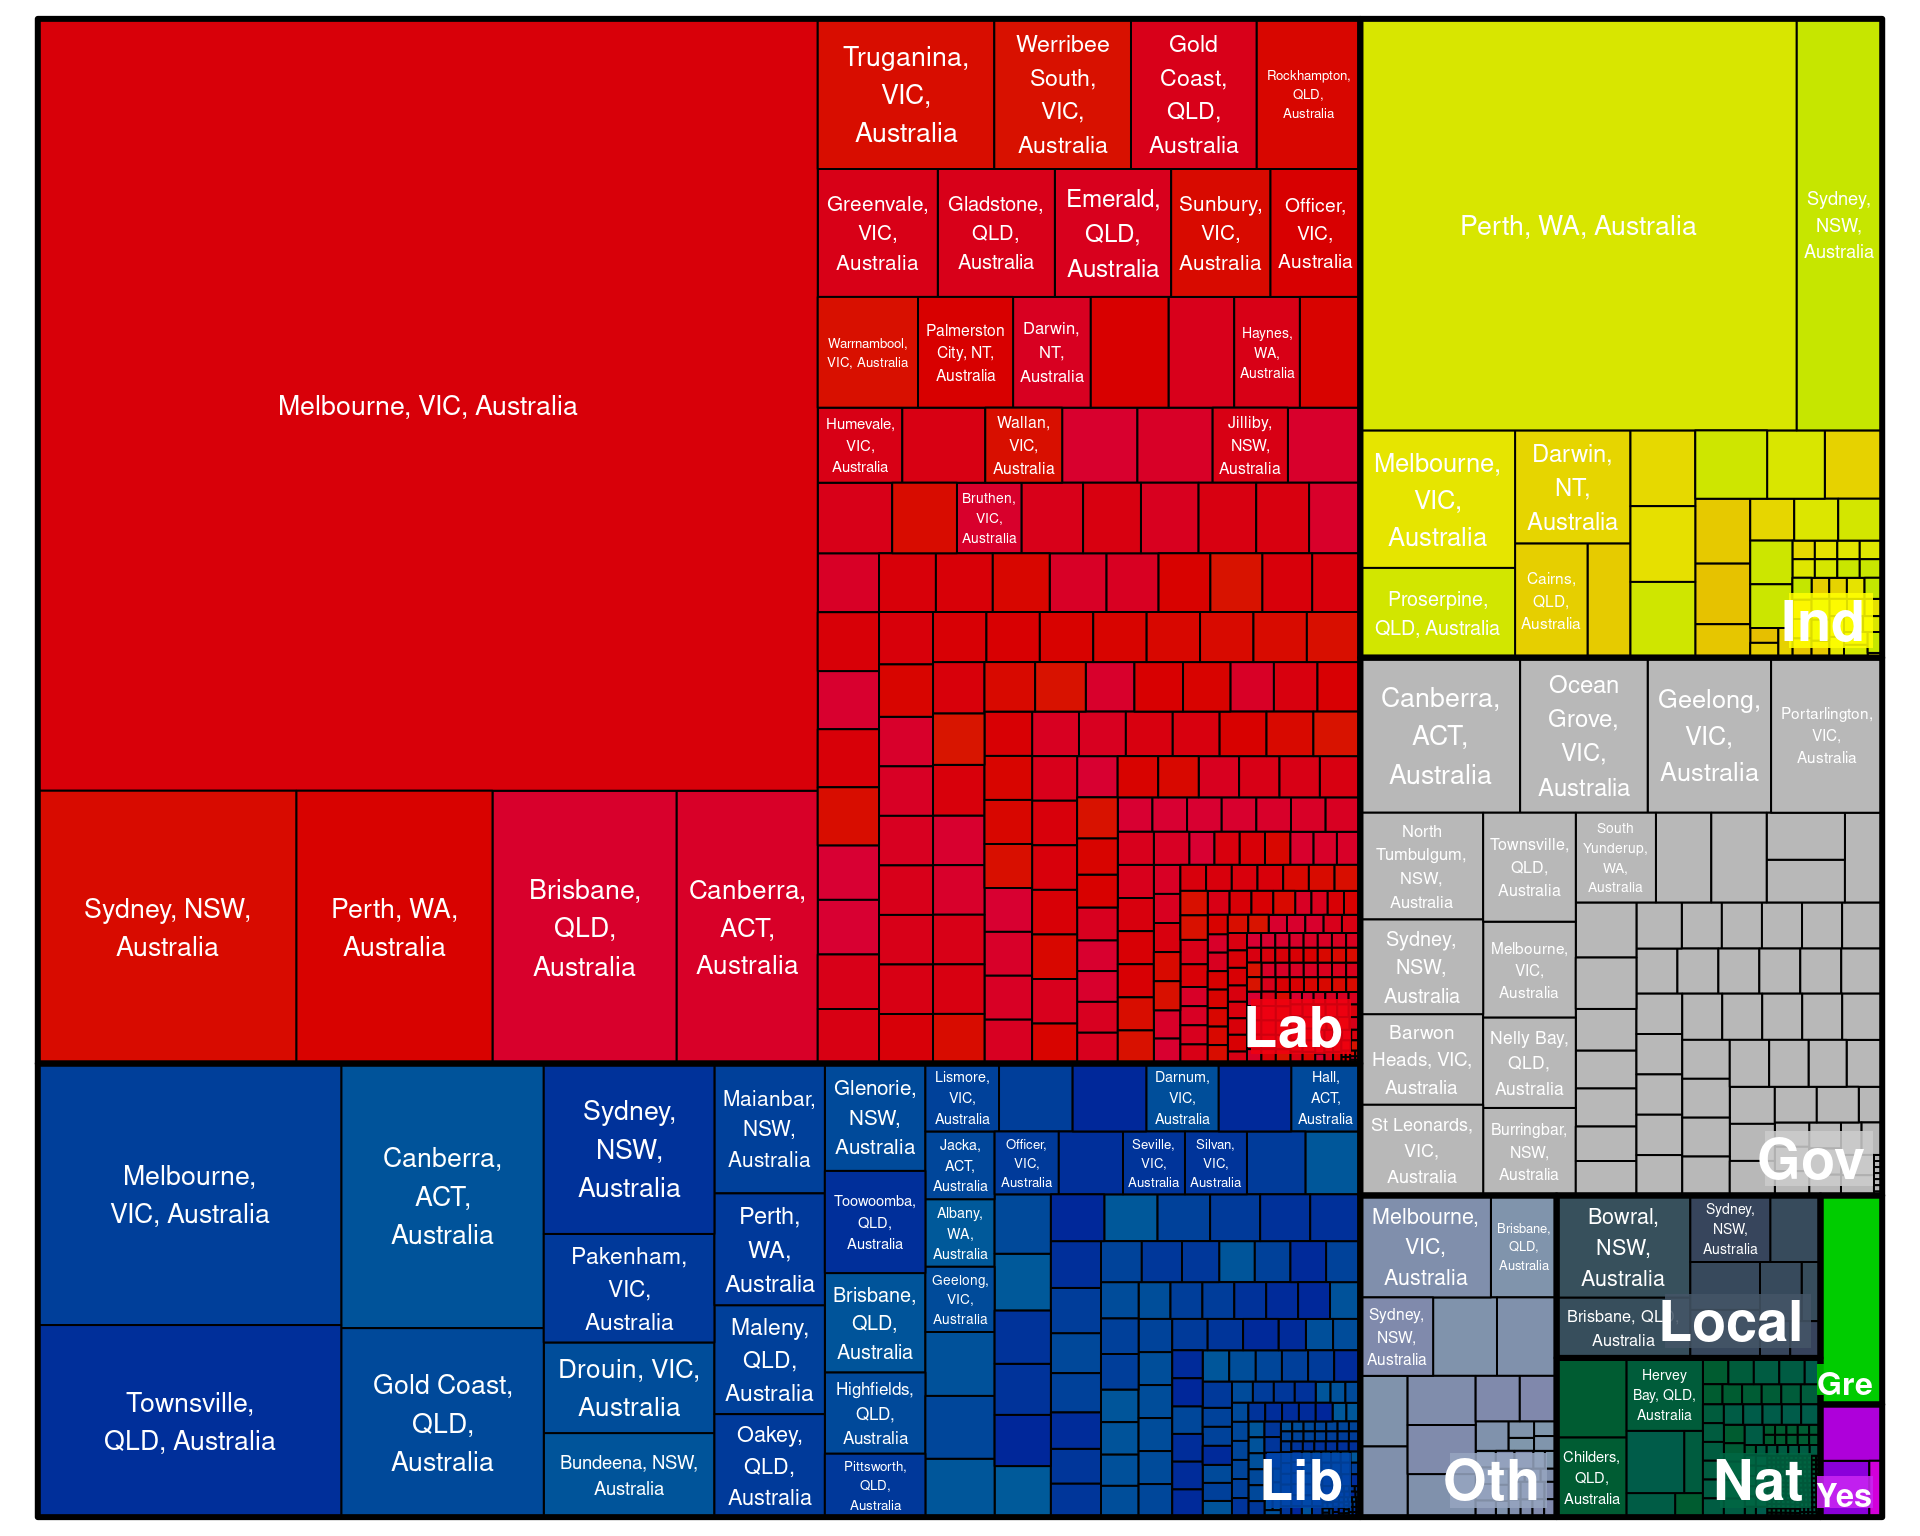 Melbourne, VIC, Australia
Sydney, NSW,
Australia
Perth, WA,
Australia
Brisbane,
QLD,
Australia
Canberra,
ACT,
Australia
Truganina,
VIC,
Australia
Werribee
South,
VIC,
Australia
Gold
Coast,
QLD,
Australia
Rockhampton,
QLD,
Australia
Greenvale,
VIC,
Australia
Gladstone,
QLD,
Australia
Emerald,
QLD,
Australia
Sunbury,
VIC,
Australia
Officer,
VIC,
Australia
Warrnambool,
VIC, Australia
Palmerston
City, NT,
Australia
Darwin,
NT,
Australia
Haynes,
WA,
Australia
Humevale,
VIC,
Australia
Wallan,
VIC,
Australia
Jilliby,
NSW,
Australia
Bruthen,
VIC,
Australia
Lab
Perth, WA, Australia
Sydney,
NSW,
Australia
Melbourne,
VIC,
Australia
Darwin,
NT,
Australia
Proserpine,
QLD, Australia
Cairns,
QLD,
Australia
Ind
Canberra,
ACT,
Australia
Ocean
Grove,
VIC,
Australia
Geelong,
VIC,
Australia
Portarlington,
VIC,
Australia
North
Tumbulgum,
NSW,
Australia
Townsville,
QLD,
Australia
South
Yunderup,
WA,
Australia
Sydney,
NSW,
Australia
Melbourne,
VIC,
Australia
Barwon
Heads, VIC,
Australia
Nelly Bay,
QLD,
Australia
St Leonards,
VIC,
Australia
Burringbar,
NSW,
Australia
Gov
Melbourne,
VIC, Australia
Townsville,
QLD, Australia
Canberra,
ACT,
Australia
Gold Coast,
QLD,
Australia
Sydney,
NSW,
Australia
Pakenham,
VIC,
Australia
Drouin, VIC,
Australia
Bundeena, NSW,
Australia
Maianbar,
NSW,
Australia
Perth,
WA,
Australia
Maleny,
QLD,
Australia
Oakey,
QLD,
Australia
Glenorie,
NSW,
Australia
Toowoomba,
QLD,
Australia
Brisbane,
QLD,
Australia
Highfields,
QLD,
Australia
Pittsworth,
QLD,
Australia
Lismore,
VIC,
Australia
Darnum,
VIC,
Australia
Hall,
ACT,
Australia
Jacka,
ACT,
Australia
Officer,
VIC,
Australia
Seville,
VIC,
Australia
Silvan,
VIC,
Australia
Albany,
WA,
Australia
Geelong,
VIC,
Australia
Lib
Melbourne,
VIC,
Australia
Brisbane,
QLD,
Australia
Sydney,
NSW,
Australia
Oth
Bowral,
NSW,
Australia
Sydney,
NSW,
Australia
Brisbane, QLD,
Australia
Local
Hervey
Bay, QLD,
Australia
Childers,
QLD,
Australia
Nat
Gre
Yes